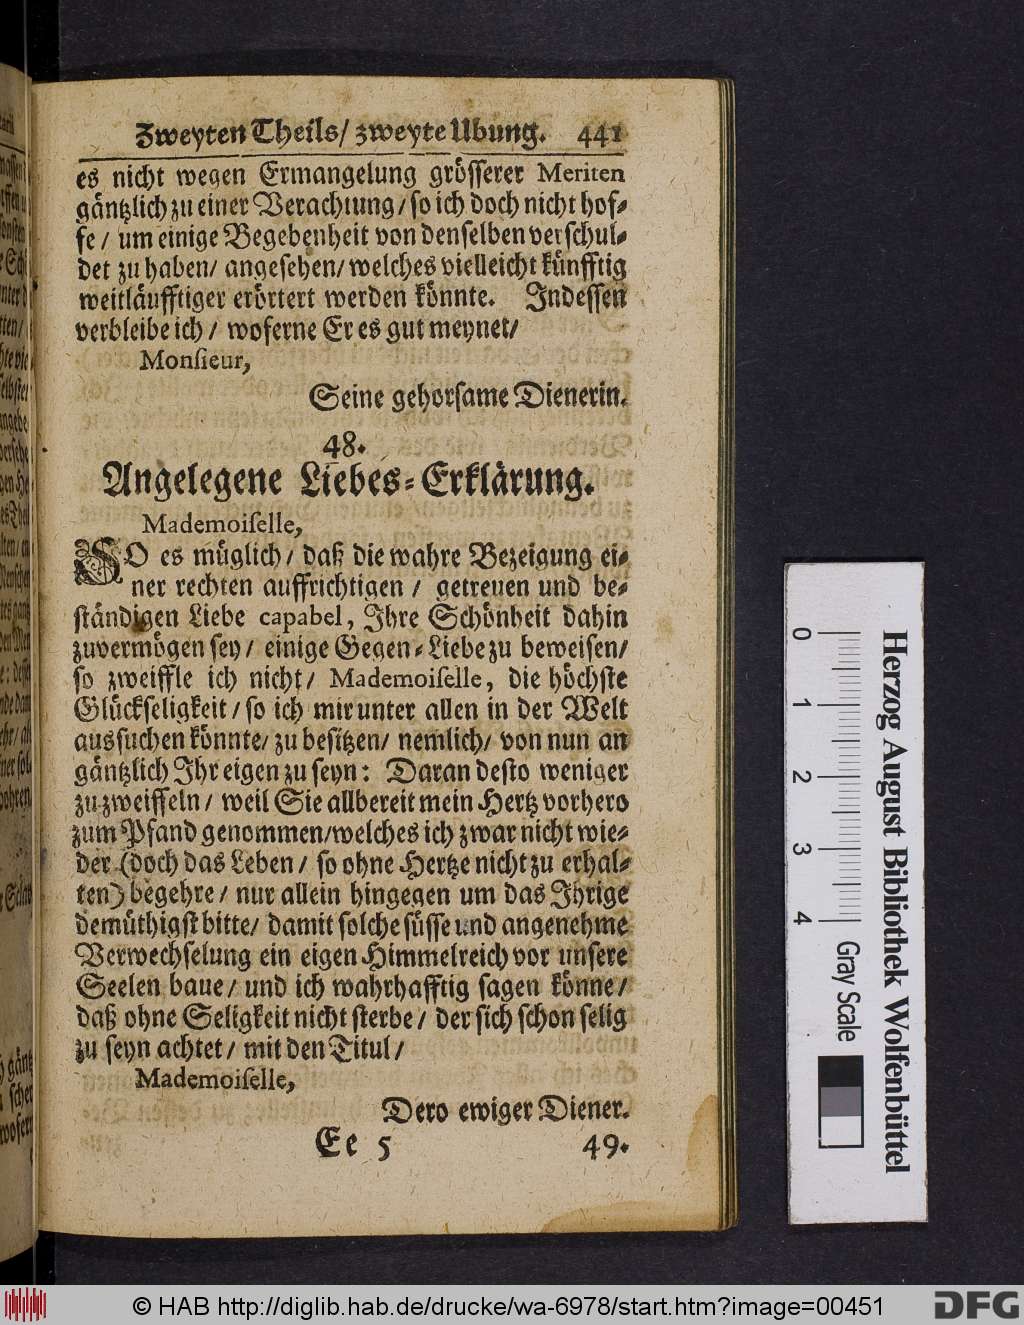 Zweyten Theils/ zweyte Ubung. 441
es nicht wegen Ermangelung grösserer Meriten
gäntzlich zu einer Verachtung/ so ich doch nicht hof-
fe/ um einige Begebenheit von denselben verschul-
det zu haben/ angesehen/ welches vielleicht künfftig
weitläufftiger erörtert werden könnte. Indessen
verbleibe ich/ woferne Er es gut meynet/
Monsieur,
Seine gehorsame Dienerin.
48.
Angelegene Liebes-Erklärung.
Mademoiselle,
SO es müglich/ daß die wahre Bezeigung ei-
ner rechten auffrichtigen/ getreuen und be-
ständigen Liebe capabel, Ihre Schönheit dahin
zuvermögen sey/ einige Gegen-Liebe zu beweisen/
so zweiffle ich nicht/ Mademoiselle, die höchste
Glückseligkeit/ so ich mir unter allen in der Welt
aussuchen könnte/ zu besitzen/ nemlich/ von nun an
gäntzlich Ihr eigen zu seyn: Daran desto weniger
zu zweiffeln/ weil Sie allbereit mein Hertz vorhero
zum Pfand genommen/ welches ich zwar nicht wie-
der (doch das Leben/ so ohne Hertze nicht zu erhal-
ten) begehre/ nur allein hingegen um das Ihrige
demüthigst bitte/ damit solche süsse und angenehme
Verwechselung ein eigen Himmelreich vor unsere
Seelen baue/ und ich wahrhafftig sagen könne/
daß ohne Seligkeit nicht sterbe/ der sich schon selig
zu seyn achtet/ mit den Titul/
Mademoiselle,
Dero ewiger Diener.
Ee 5 49.
0 1 2 3 4
Gray Scale
Herzog August Bibliothek Wolfenbüttel
© HAB http://diglib.hab.de/drucke/wa-6978/start.htm?image=00451
DFG